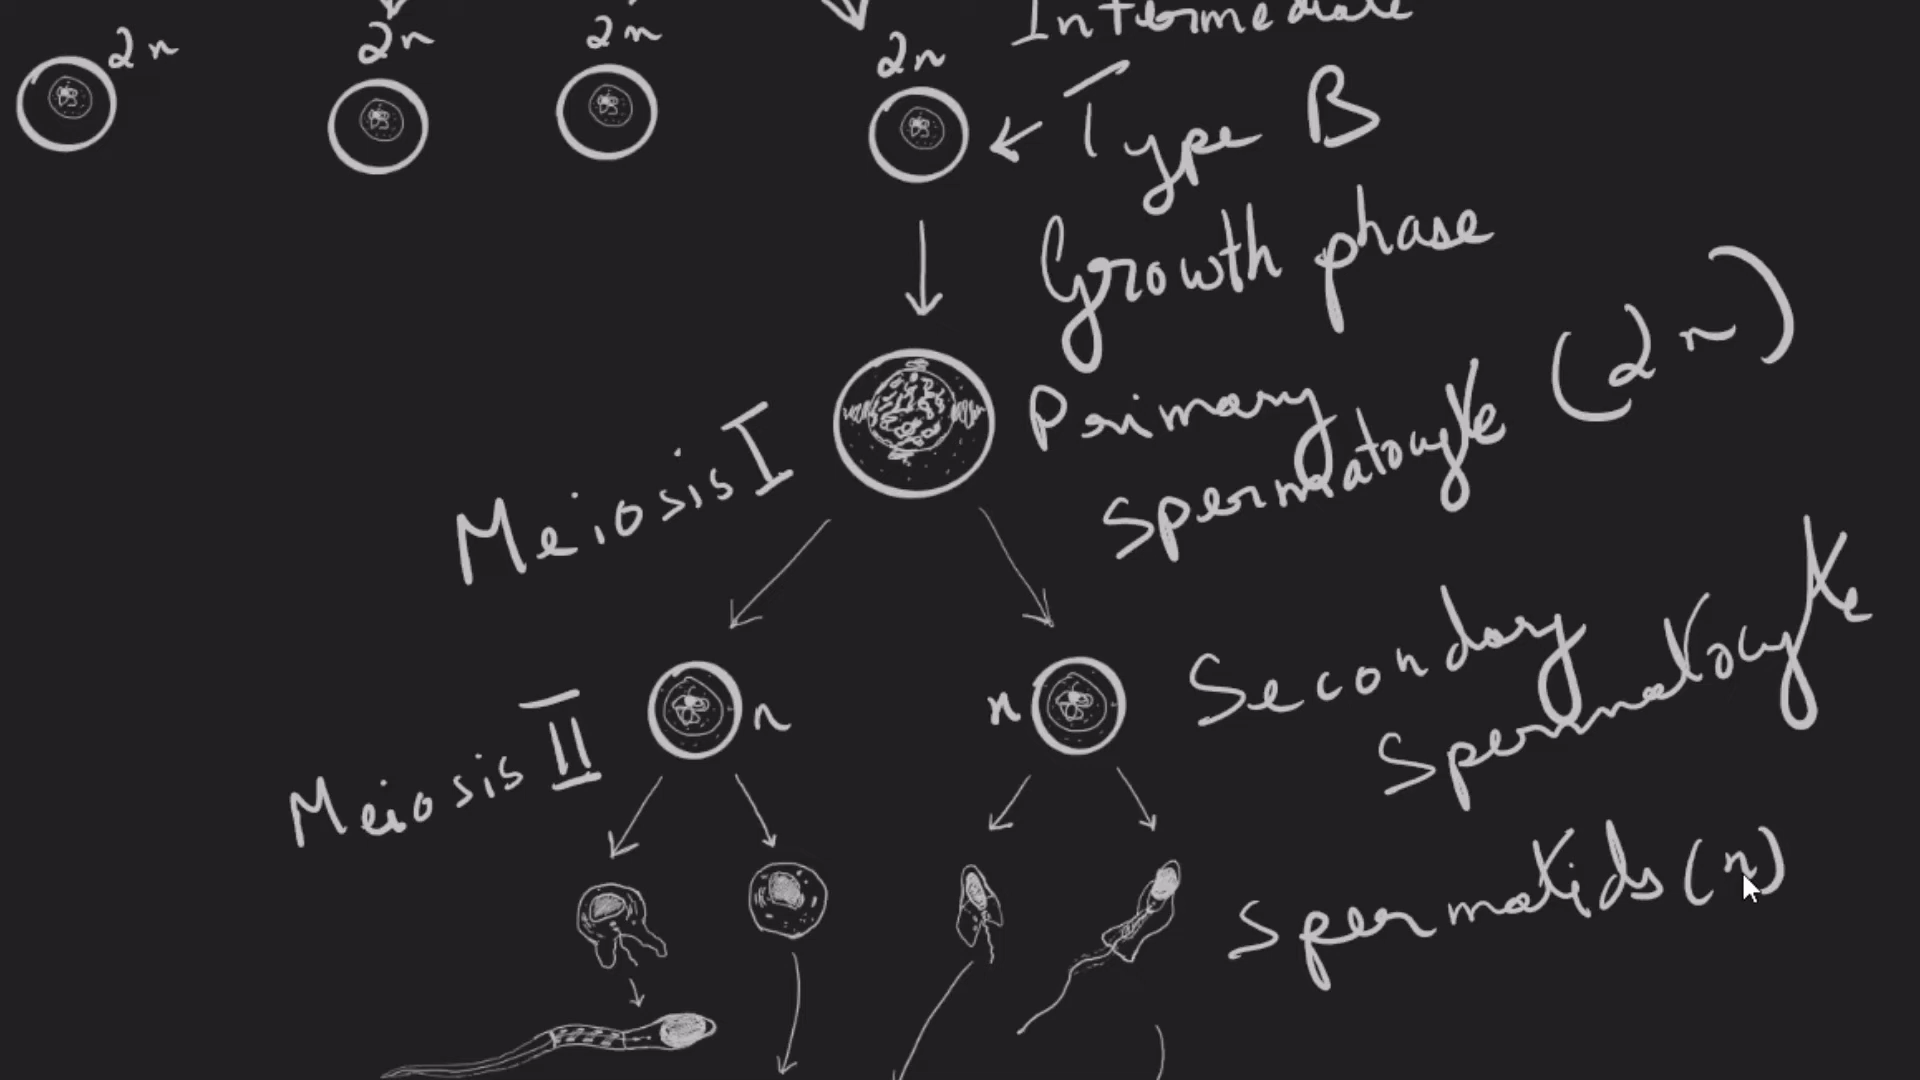 2n 2n 2n 2n
Intermediate
Type B
Growth phase
Primary
spermatocyte (2n)
Meiosis I
Secondary
Spermatocyte
n n
Meiosis II
Spermatids (n)